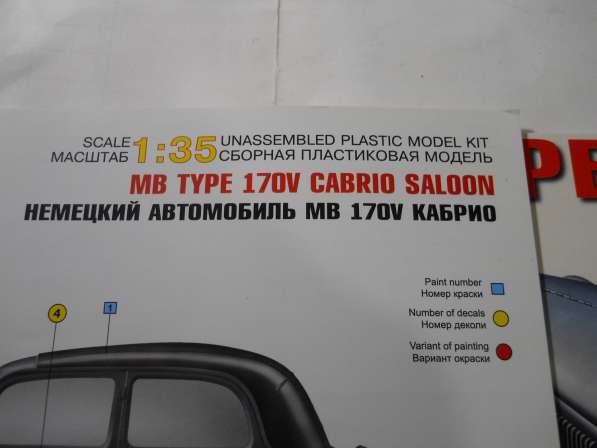 SCALE 1:35 UNASSEMBLED PLASTIC MODEL KIT
МАСШТАБ СБОРНАЯ ПЛАСТИКОВАЯ МОДЕЛЬ
MB TYPE 170V CABRIO SALOON
НЕМЕЦКИЙ АВТОМОБИЛЬ MB 170V КАБРИО
Paint number
Номер краски
Number of decals
Номер деколи
Variant of painting
Вариант окраски
4
1